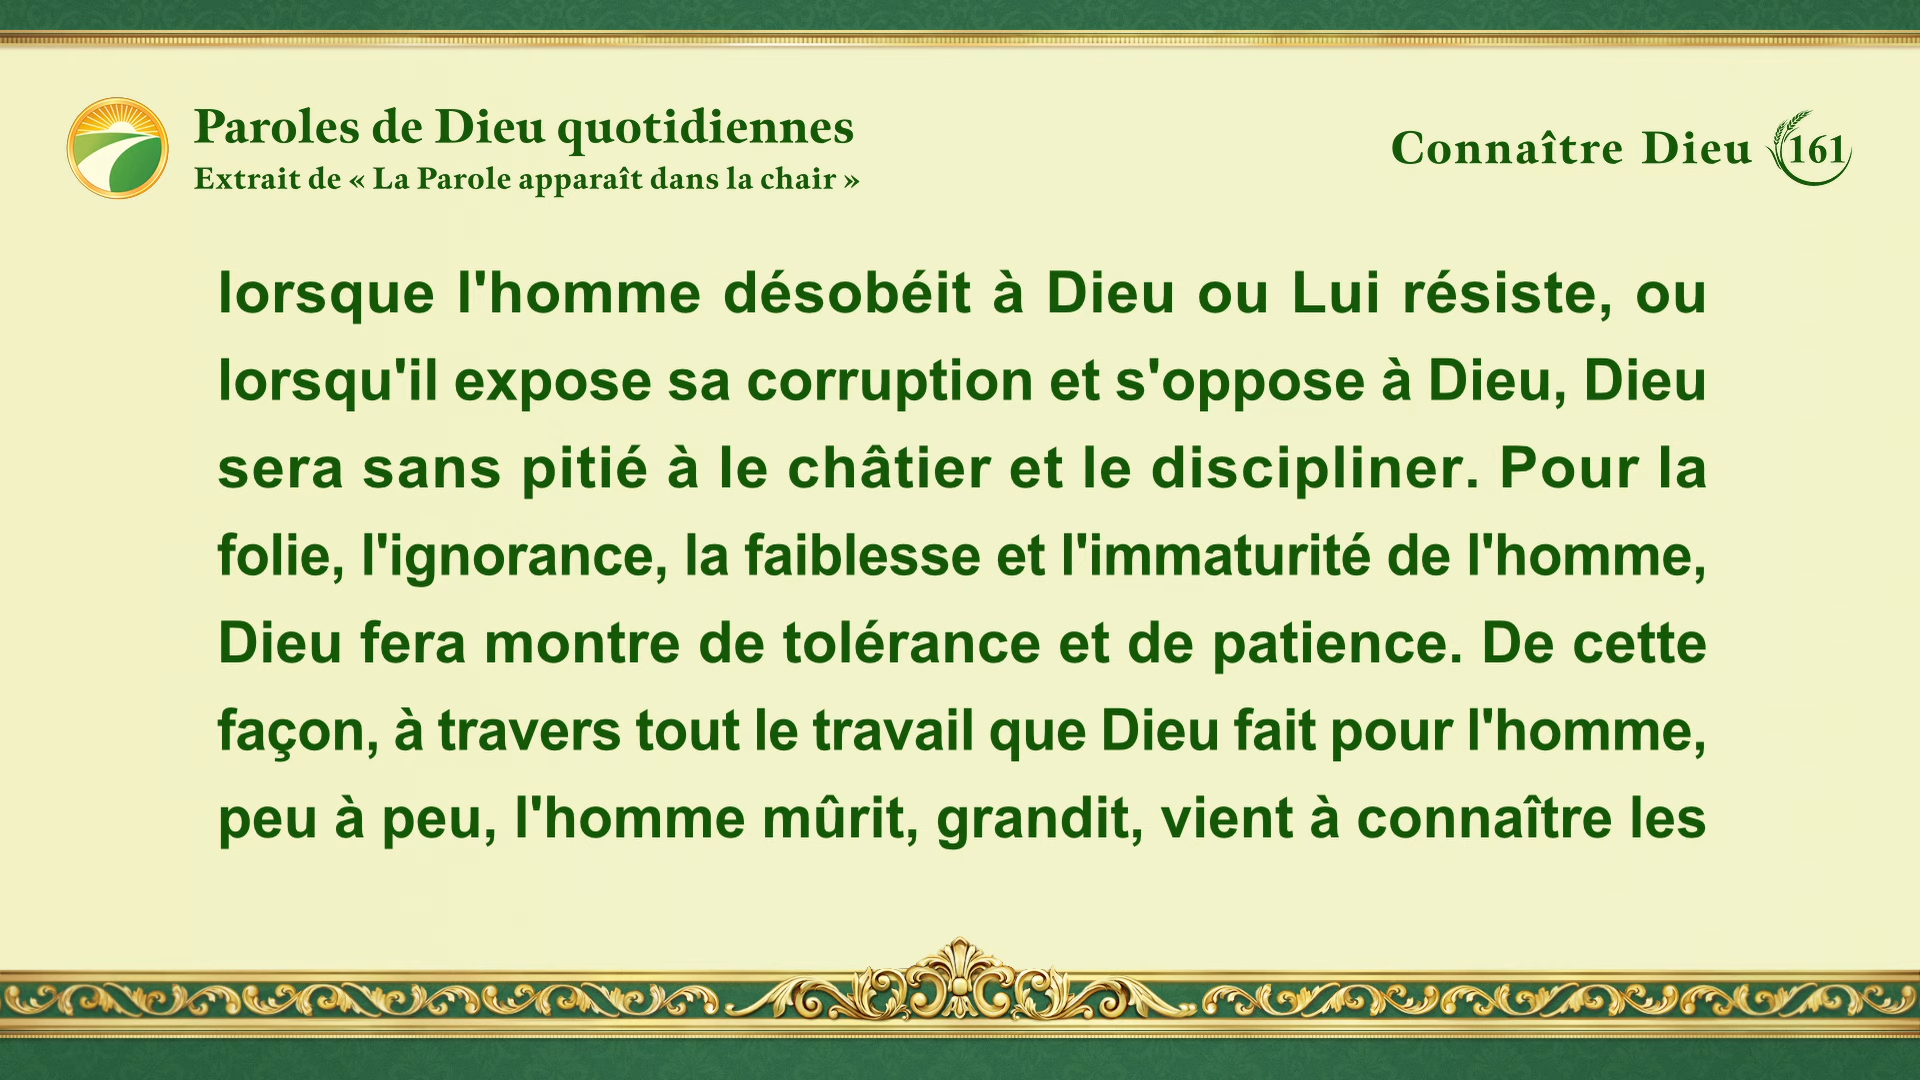 Paroles de Dieu quotidiennes
Extrait de « La Parole apparaît dans la chair »
Connaître Dieu 161
lorsque l'homme désobéit à Dieu ou Lui résiste, ou
lorsqu'il expose sa corruption et s'oppose à Dieu, Dieu
sera sans pitié à le châtier et le discipliner. Pour la
folie, l'ignorance, la faiblesse et l'immaturité de l'homme,
Dieu fera montre de tolérance et de patience. De cette
façon, à travers tout le travail que Dieu fait pour l'homme,
peu à peu, l'homme mûrit, grandit, vient à connaître les